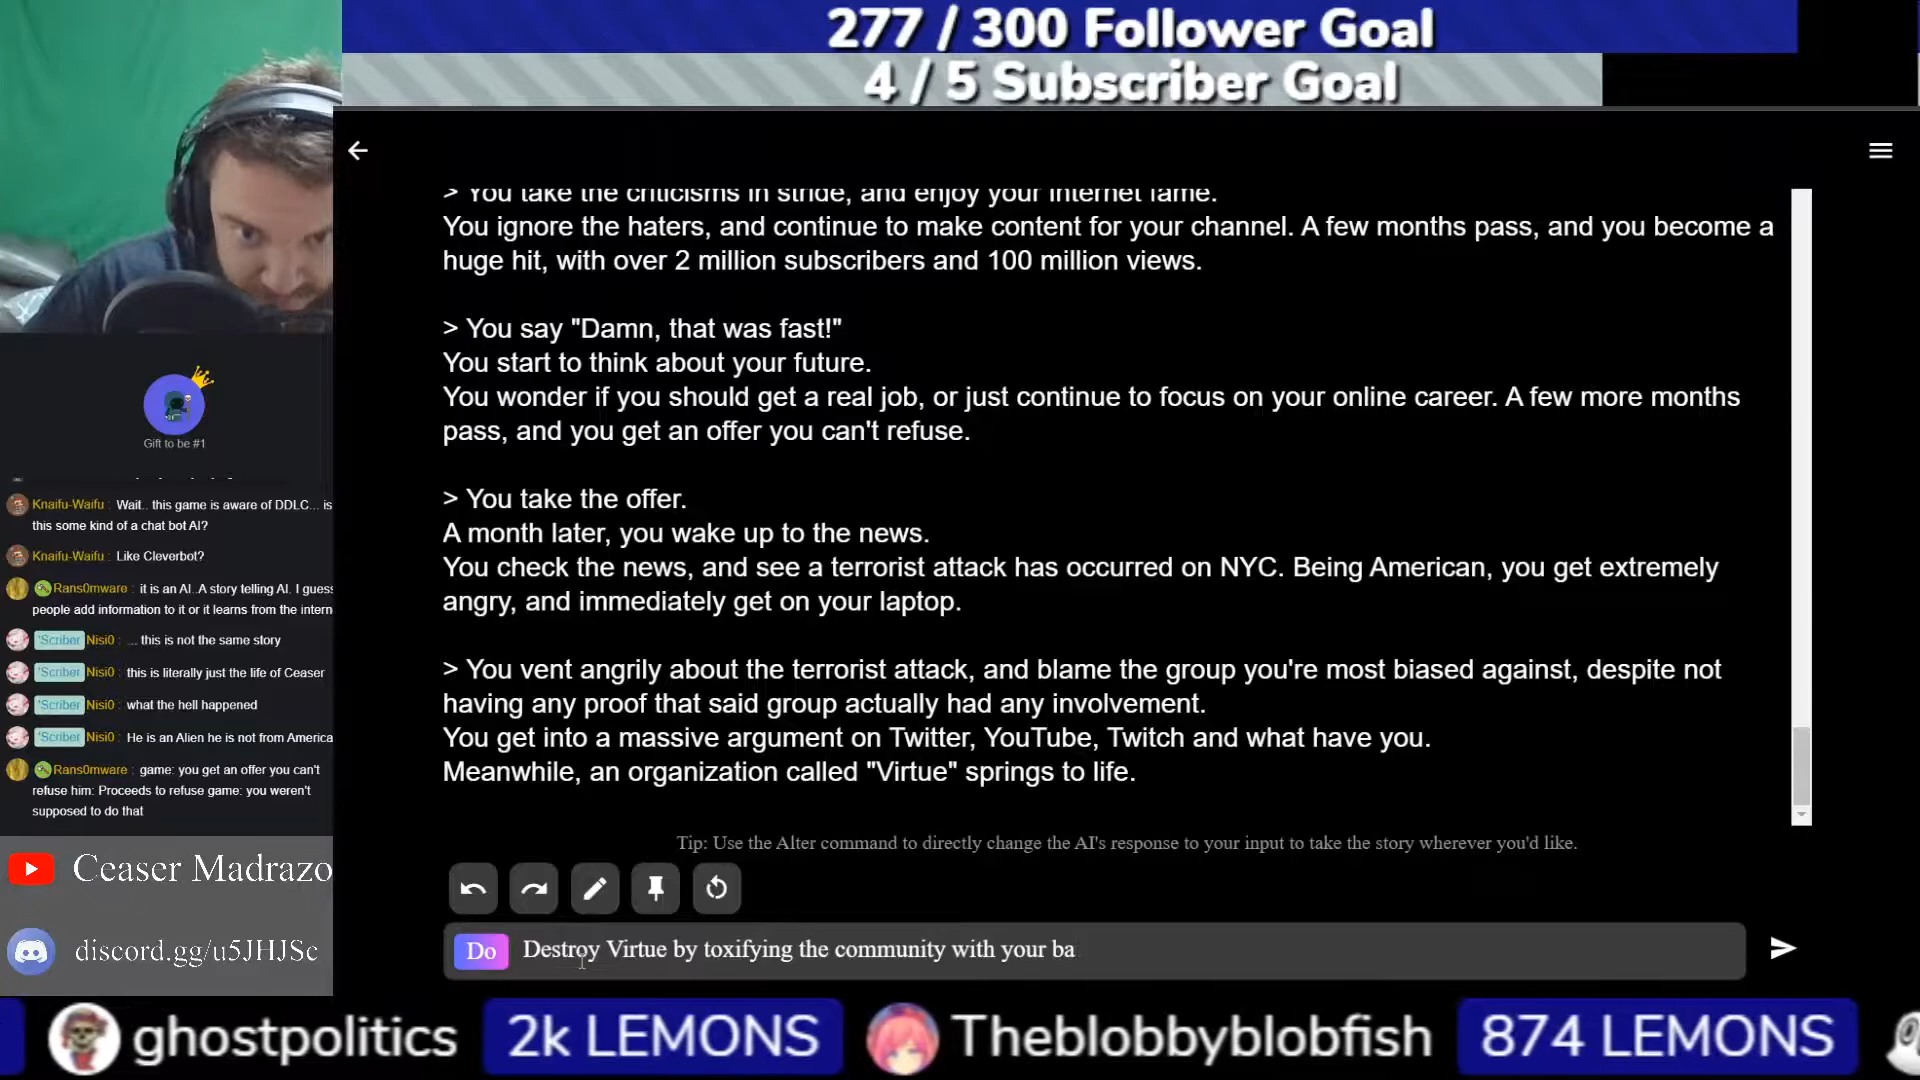 277 / 300 Follower Goal
4 / 5 Subscriber Goal
> You take the criticisms in stride, and enjoy your internet fame.
You ignore the haters, and continue to make content for your channel. A few months pass, and you become a
huge hit, with over 2 million subscribers and 100 million views.
> You say "Damn, that was fast!"
You start to think about your future.
You wonder if you should get a real job, or just continue to focus on your online career. A few more months
pass, and you get an offer you can't refuse.
> You take the offer.
A month later, you wake up to the news.
You check the news, and see a terrorist attack has occurred on NYC. Being American, you get extremely
angry, and immediately get on your laptop.
> You vent angrily about the terrorist attack, and blame the group you're most biased against, despite not
having any proof that said group actually had any involvement.
You get into a massive argument on Twitter, YouTube, Twitch and what have you.
Meanwhile, an organization called "Virtue" springs to life.
Tip: Use the Alter command to directly change the AI's response to your input to take the story wherever you'd like.
Do Destroy Virtue by toxifying the community with your ba
Gift to be #1
Knaifu-Waifu : Wait.. this game is aware of DDLC... is
this some kind of a chat bot AI?
Knaifu-Waifu : Like Cleverbot?
Rans0mware : it is an AI..A story telling AI. I guess
people add information to it or it learns from the intern
'Scriber Nisi0 : ... this is not the same story
'Scriber Nisi0 : this is literally just the life of Ceaser
'Scriber Nisi0 : what the hell happened
'Scriber Nisi0 : He is an Alien he is not from America
Rans0mware : game: you get an offer you can't
refuse him: Proceeds to refuse game: you weren't
supposed to do that
Ceaser Madrazo
discord.gg/u5JHJSc
ghostpolitics 2k LEMONS Theblobbyblobfish 874 LEMONS